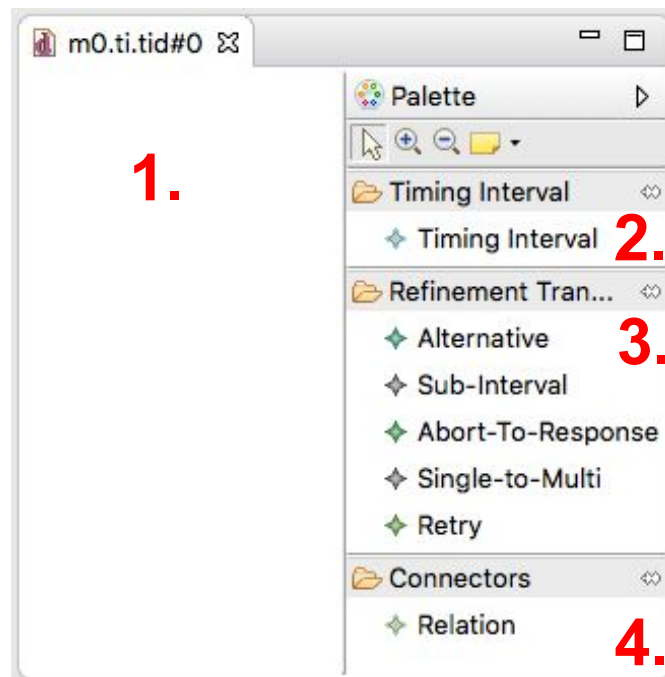 m0.ti.tid#0
Palette
1.
Timing Interval
Timing Interval 2.
Refinement Tran...
Alternative 3.
Sub-Interval
Abort-To-Response
Single-to-Multi
Retry
Connectors
Relation 4.